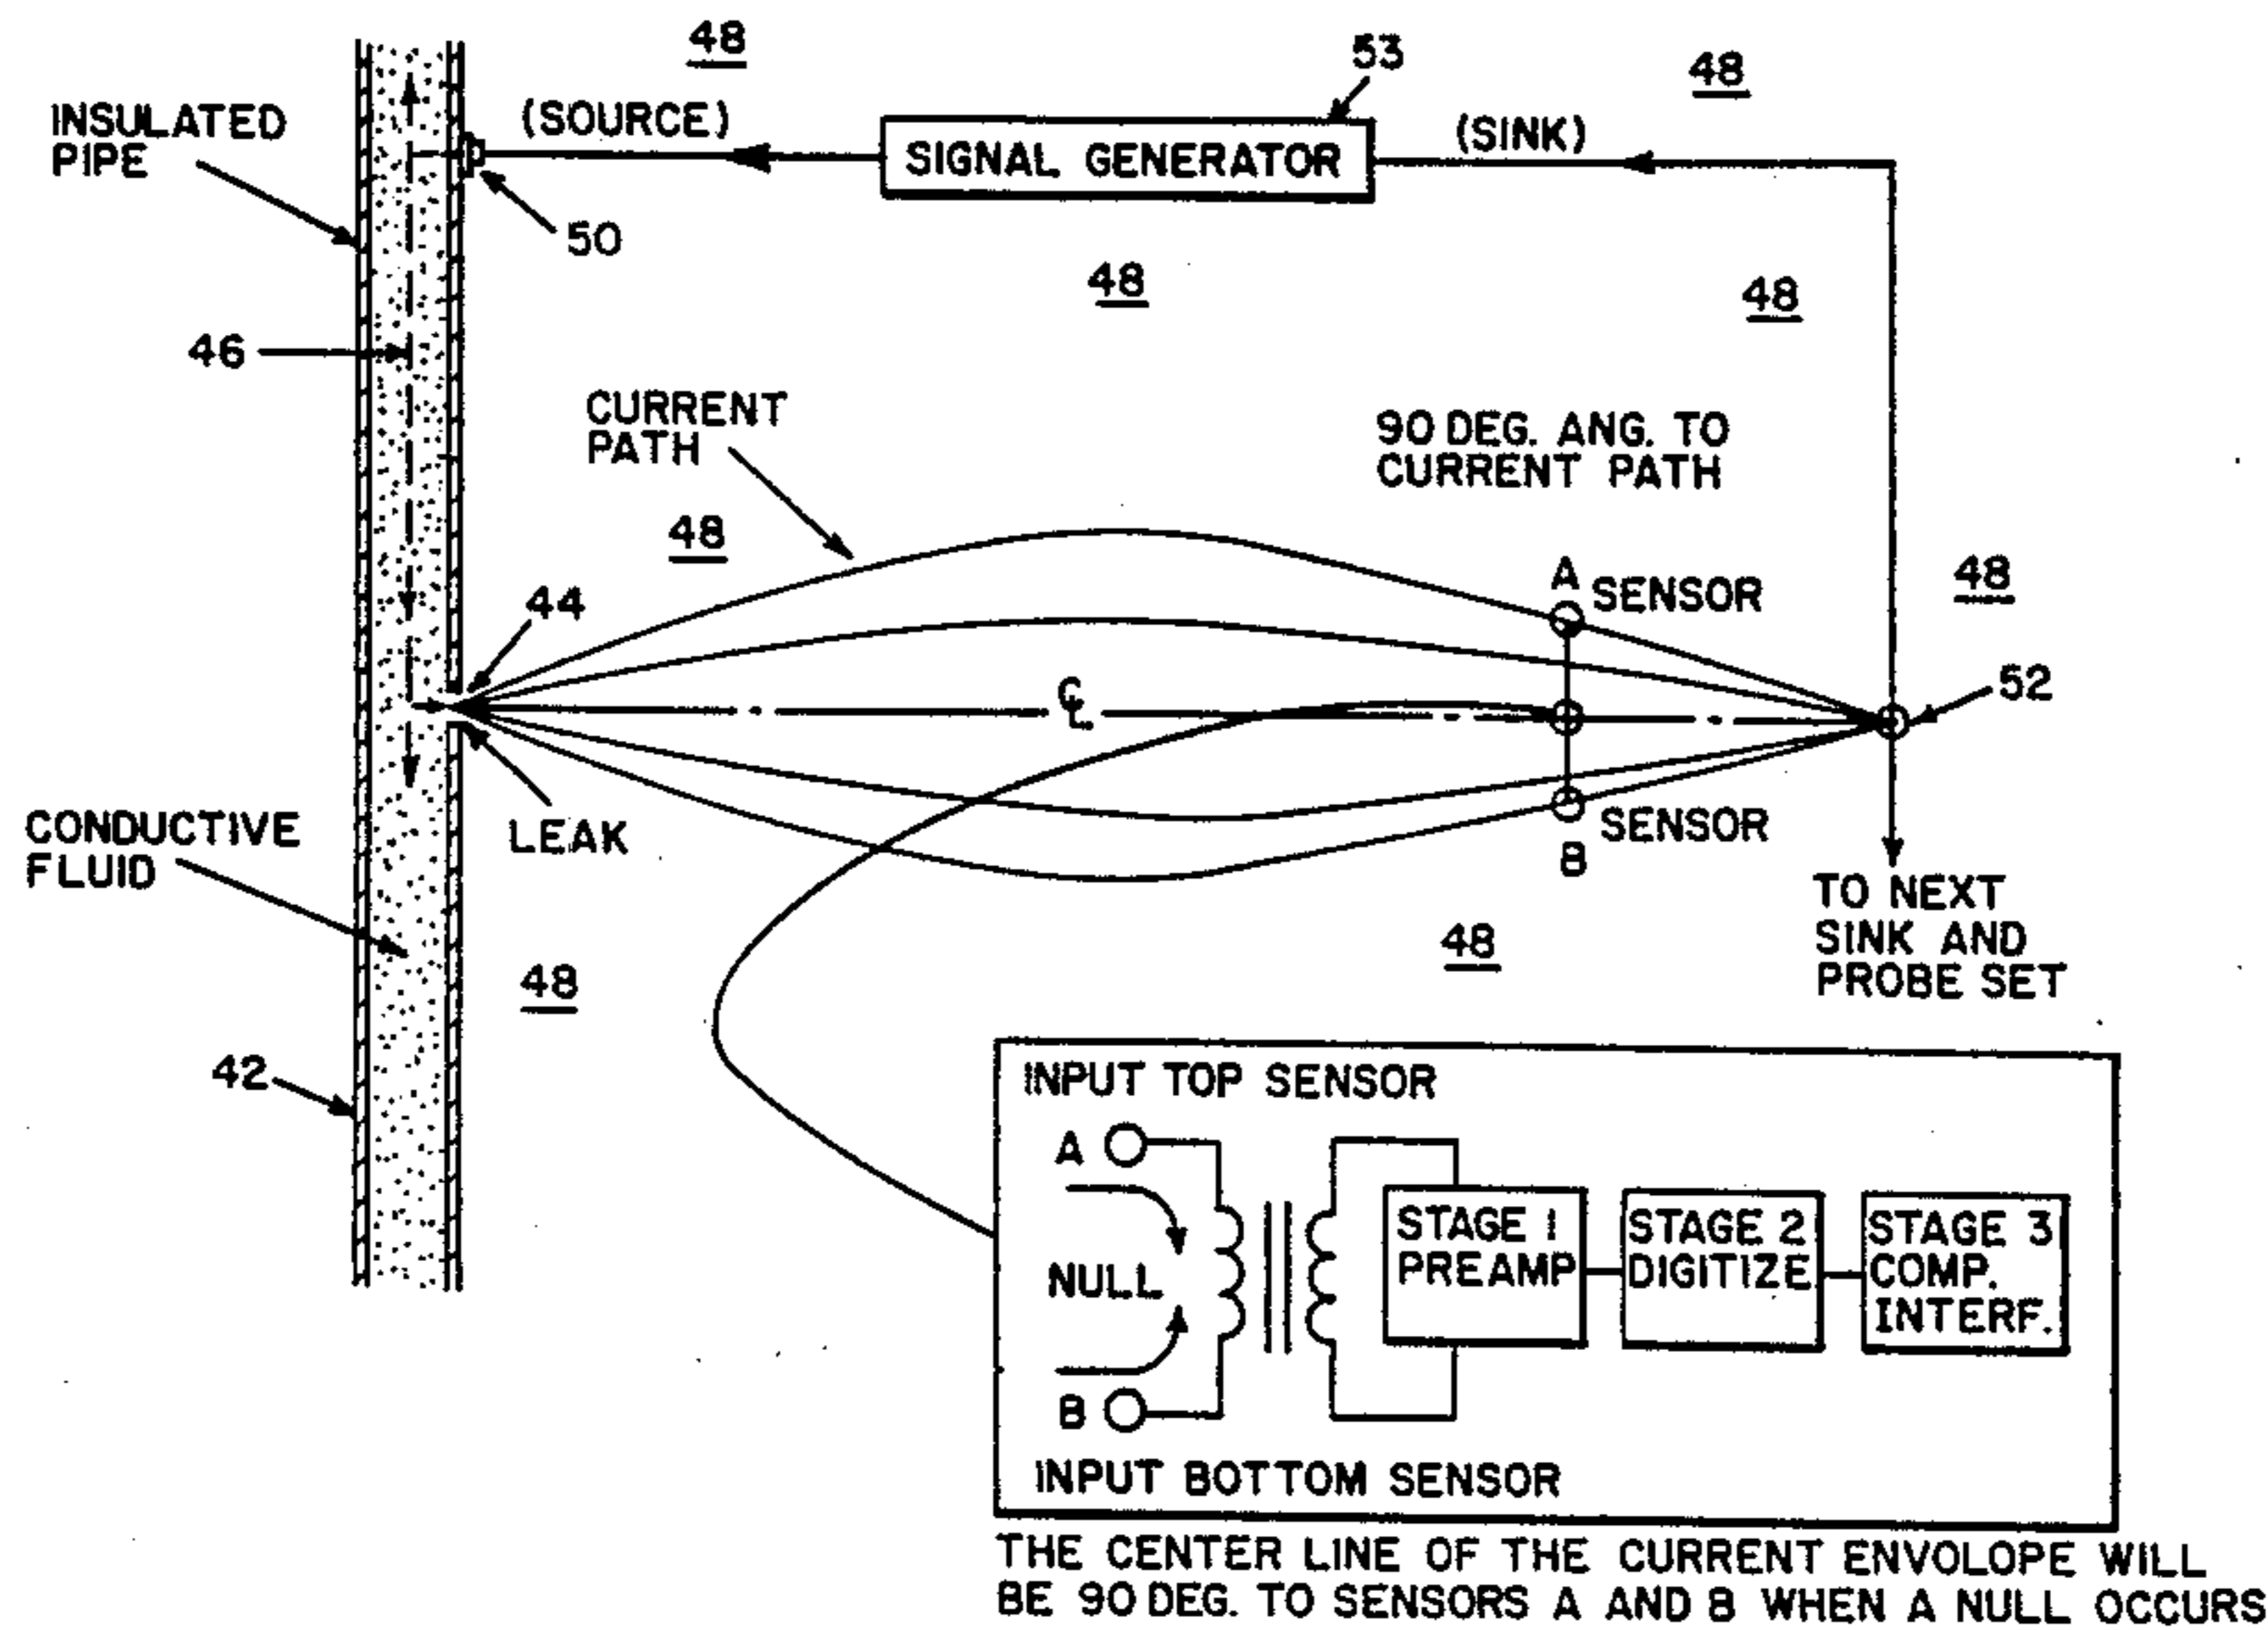 48
53
48
INSULATED
PIPE
(SOURCE)
SIGNAL GENERATOR
(SINK)
50
48
48
46
CURRENT
PATH
90 DEG. ANG. TO
CURRENT PATH
48
44
A
SENSOR
48
52
℄
CONDUCTIVE
FLUID
LEAK
SENSOR
B
TO NEXT
SINK AND
PROBE SET
48
48
42
INPUT TOP SENSOR
A
NULL
B
STAGE 1
PREAMP
STAGE 2
DIGITIZE
STAGE 3
COMP.
INTERF.
INPUT BOTTOM SENSOR
THE CENTER LINE OF THE CURRENT ENVOLOPE WILL
BE 90 DEG. TO SENSORS A AND B WHEN A NULL OCCURS